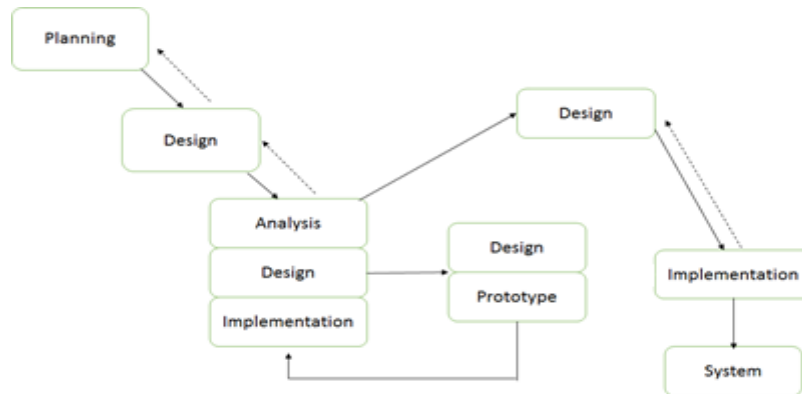 Planning
Design
Analysis
Design
Implementation
Design
Prototype
Design
Implementation
System